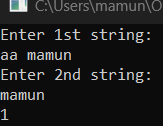 C:\Users\mamun\O
Enter 1st string:
aa mamun
Enter 2nd string:
mamun
1